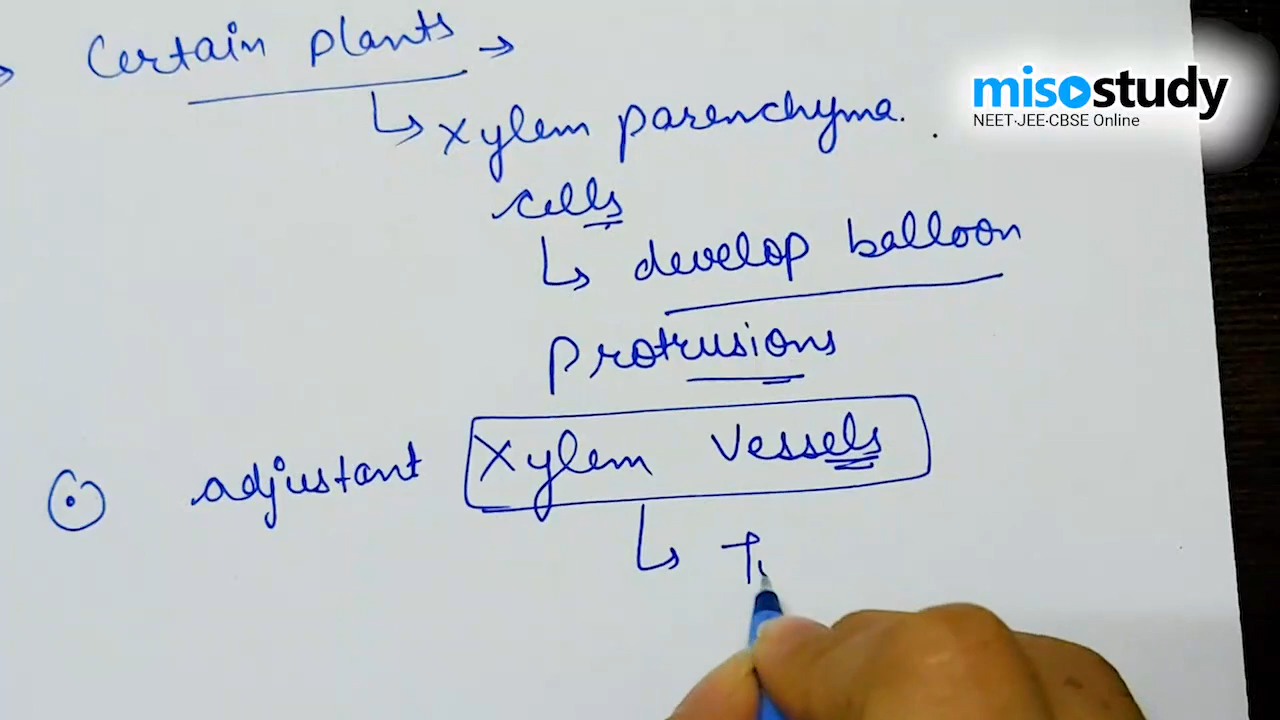 Certain plants →
↳ xylem parenchyma.
cells
↳ develop balloon
Protrusions
adjustant Xylem Vessels
misostudy
NEET·JEE·CBSE Online